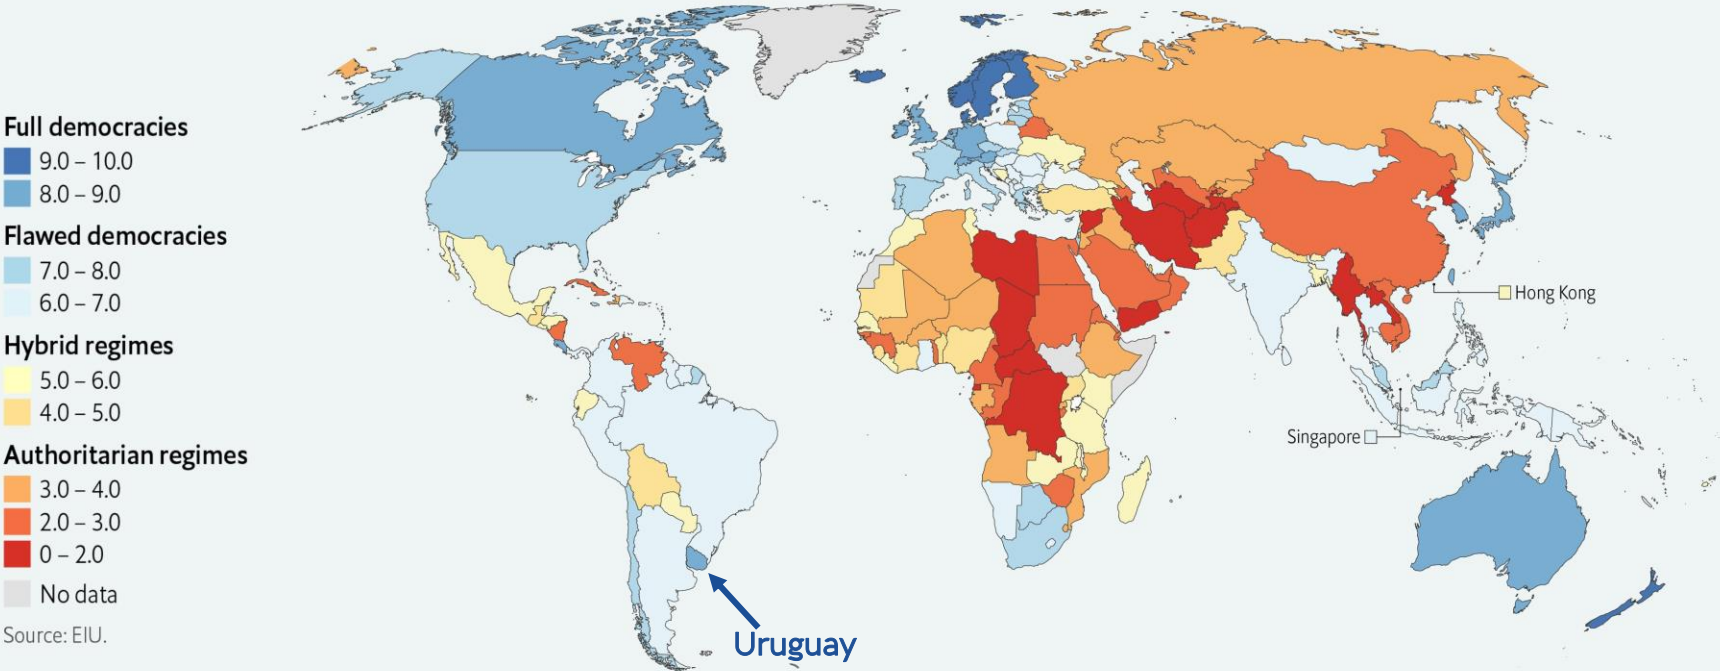 Full democracies
9.0 – 10.0
8.0 – 9.0
Flawed democracies
7.0 – 8.0
6.0 – 7.0
Hybrid regimes
5.0 – 6.0
4.0 – 5.0
Authoritarian regimes
3.0 – 4.0
2.0 – 3.0
0 – 2.0
No data
Source: EIU.
Hong Kong
Singapore
Uruguay